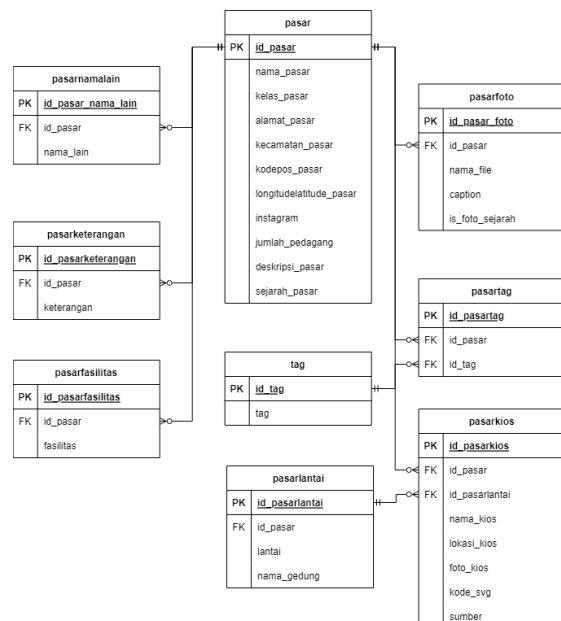 pasar
PK id_pasar
nama_pasar
kelas_pasar
alamat_pasar
kecamatan_pasar
kodepos_pasar
longitudelatitude_pasar
instagram
jumlah_pedagang
deskripsi_pasar
sejarah_pasar
pasarnamalain
PK id_pasar_nama_lain
FK id_pasar
nama_lain
pasarketerangan
PK id_pasarketerangan
FK id_pasar
keterangan
pasarfasilitas
PK id_pasarfasilitas
FK id_pasar
fasilitas
tag
PK id_tag
tag
pasarlantai
PK id_pasarlantai
FK id_pasar
lantai
nama_gedung
pasarfoto
PK id_pasar_foto
FK id_pasar
nama_file
caption
is_foto_sejarah
pasartag
PK id_pasartag
FK id_pasar
FK id_tag
pasarkios
PK id_pasarkios
FK id_pasar
FK id_pasarlantai
nama_kios
lokasi_kios
foto_kios
kode_svg
sumber